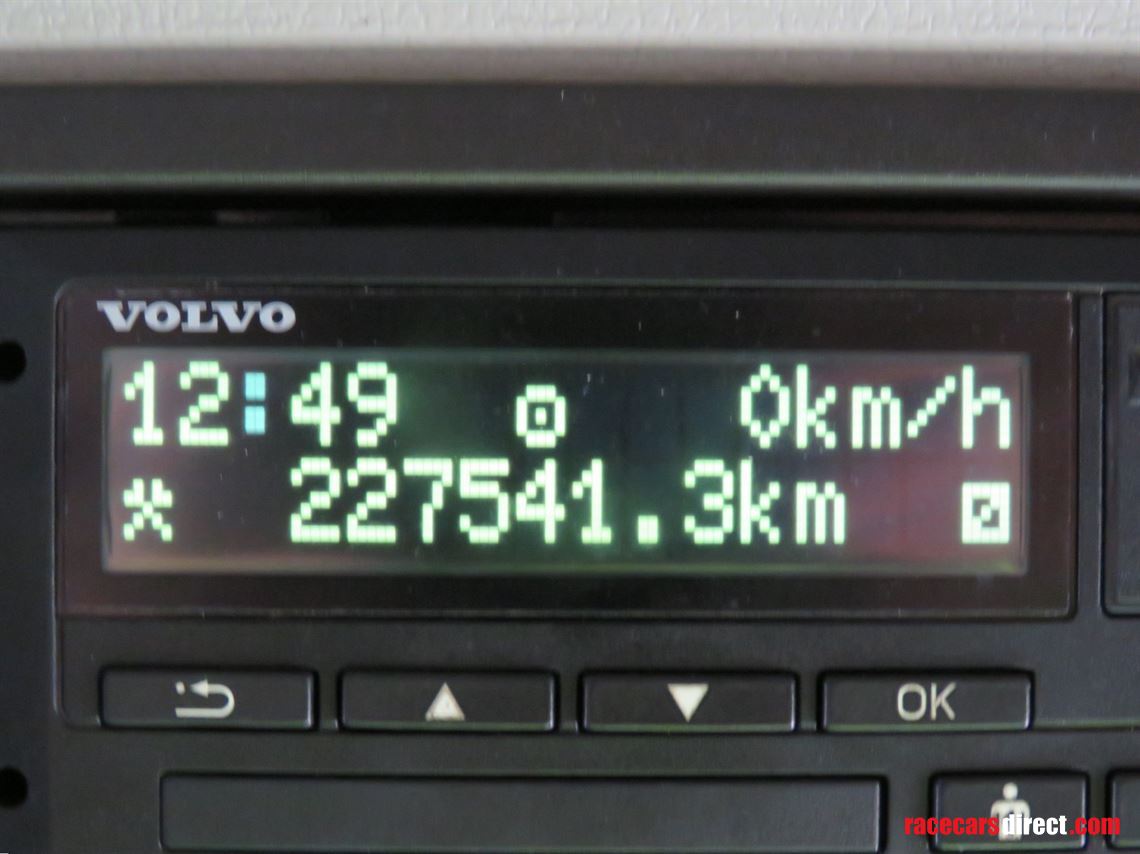 VOLVO
12:49 0km/h
227541.3km
OK
racecarsdirect.com